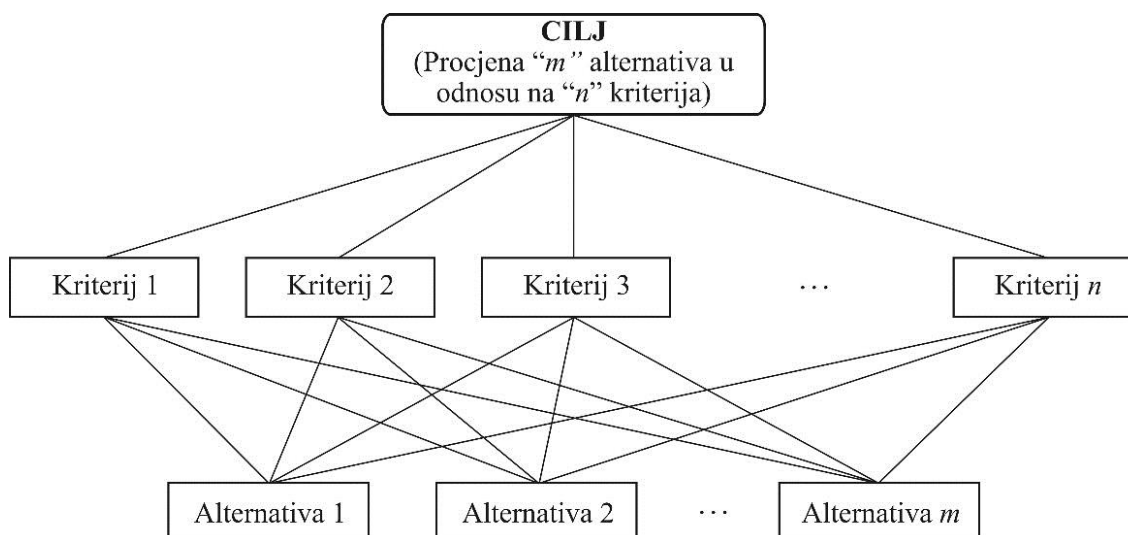 CILJ
(Procjena “m” alternativa u
odnosu na “n” kriterija)
Kriterij 1 Kriterij 2 Kriterij 3 ... Kriterij n
Alternativa 1 Alternativa 2 ... Alternativa m